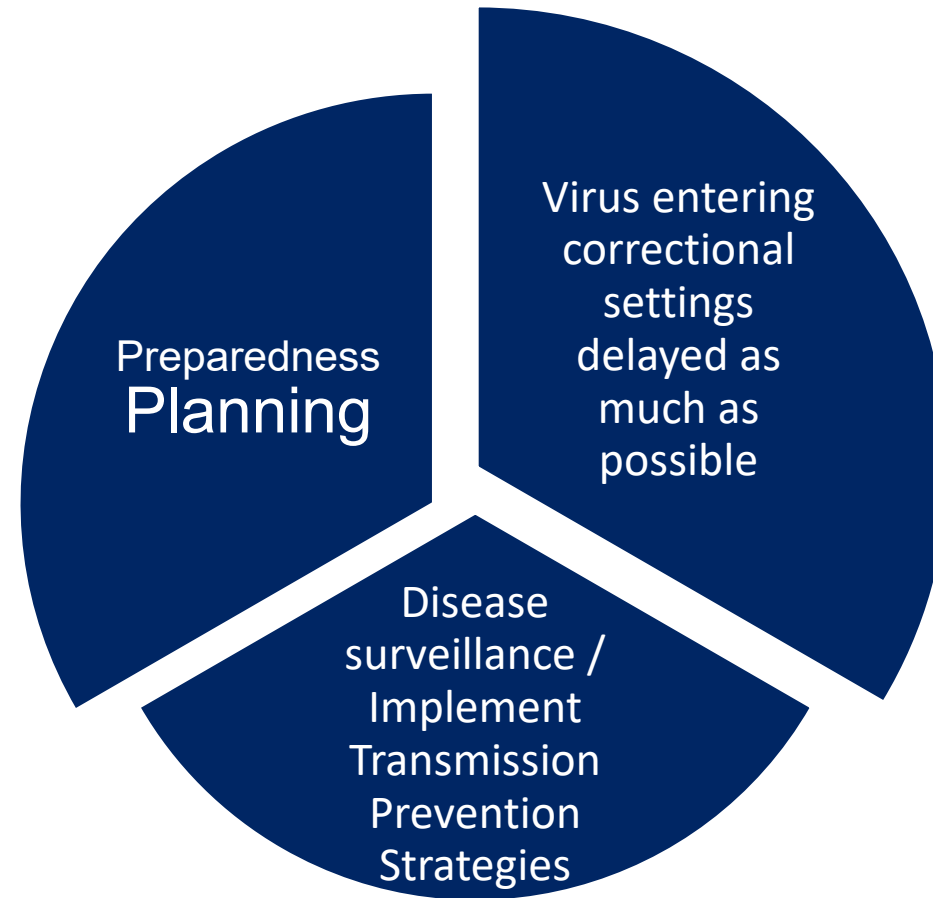 Preparedness
Planning
Virus entering
correctional
settings
delayed as
much as
possible
Disease
surveillance /
Implement
Transmission
Prevention
Strategies